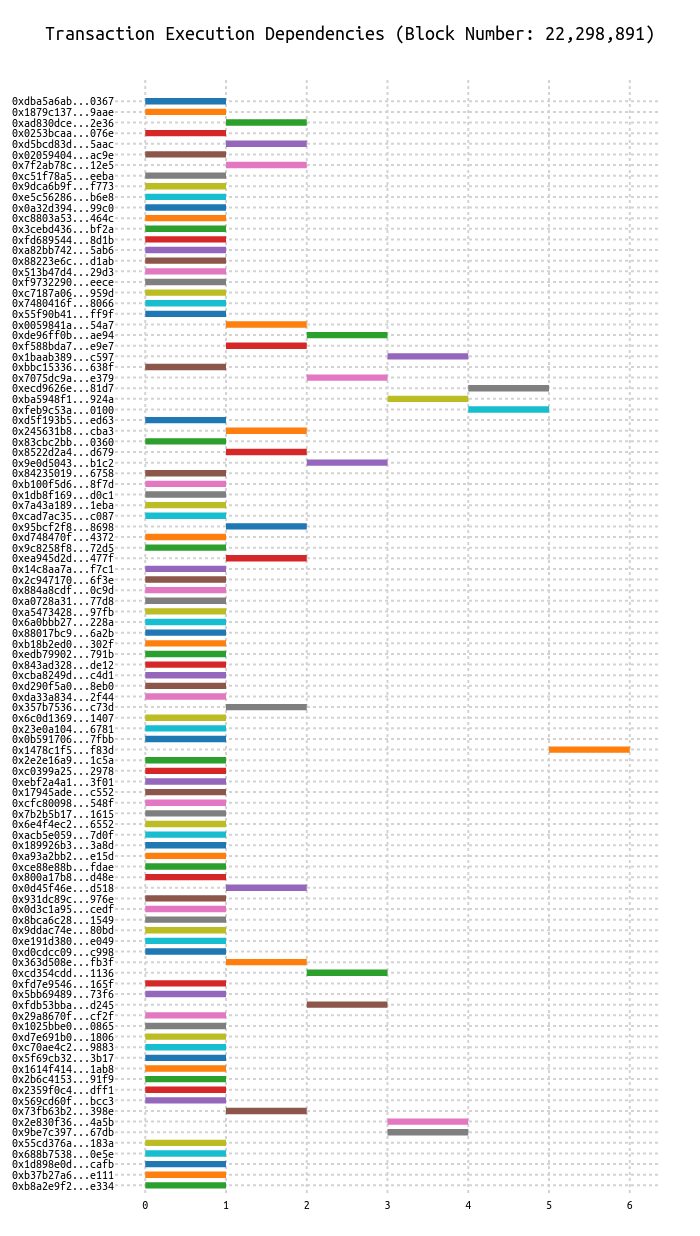 Transaction Execution Dependencies (Block Number: 22,298,891)
0xdba5a6ab...0367
0x1879c137...9aae
0xad830dce...2e36
0x0253bcaa...076e
0xd5bcd83d...5aac
0x02059404...ac9e
0x7f2ab78c...12e5
0xc51f78a5...eeba
0x9dca6b9f...f773
0xe5c56286...b6e8
0x0a32d394...99c0
0xc8803a53...464c
0x3cebd436...bf2a
0xfd689544...8d1b
0xa82bb742...5ab6
0x88223e6c...d1ab
0x513b47d4...29d3
0xf9732290...eece
0xc7187a06...959d
0x7480416f...8066
0x55f90b41...ff9f
0x0059841a...54a7
0xde96ff0b...ae94
0xf588bda7...e9e7
0x1baab389...c597
0xbbc15336...638f
0x7075dc9a...e379
0xecd9626e...81d7
0xba5948f1...924a
0xfeb9c53a...0100
0xd5f193b5...ed63
0x245631b8...cba3
0x83cbc2bb...0360
0x8522d2a4...d679
0x9e0d5043...b1c2
0x84235019...6758
0xb100f5d6...8f7d
0x1db8f169...d0c1
0x7a43a189...1eba
0xcad7ac35...c087
0x95bcf2f8...8698
0xd748470f...4372
0x9c8258f8...72d5
0xea945d2d...477f
0x14c8aa7a...f7c1
0x2c947170...6f3e
0x884a8cdf...0c9d
0xa0728a31...77d8
0xa5473428...97fb
0x6a0bbb27...228a
0x88017bc9...6a2b
0xb18b2ed0...302f
0xedb79902...791b
0x843ad328...de12
0xcba8249d...c4d1
0xd290f5a0...8eb0
0xda33a834...2f44
0x357b7536...c73d
0x6c0d1369...1407
0x23e0a104...6781
0x0b591706...7fbb
0x1478c1f5...f83d
0x2e2e16a9...1c5a
0xc0399a25...2978
0xebf2a4a1...3f01
0x17945ade...c552
0xcfc80098...548f
0x7b2b5b17...1615
0x6e4f4ec2...6552
0xacb5e059...7d0f
0x189926b3...3a8d
0xa93a2bb2...e15d
0xce88e88b...fdae
0x800a17b8...d48e
0x0d45f46e...d518
0x931dc89c...976e
0x0d3c1a95...cedf
0x8bca6c28...1549
0x9ddac74e...80bd
0xe191d380...e049
0xd0cdcc09...c998
0x363d508e...fb3f
0xcd354cdd...1136
0xfd7e9546...165f
0x5bb69489...73f6
0xfdb53bba...d245
0x29a8670f...cf2f
0x1025bbe0...0865
0xd7e691b0...1806
0xc70ae4c2...9883
0x5f69cb32...3b17
0x1614f414...1ab8
0x2b6c4153...91f9
0x2359f0c4...dff1
0x569cd60f...bcc3
0x73fb63b2...398e
0x2e830f36...4a5b
0x9be7c397...67db
0x55cd376a...183a
0x688b7538...0e5e
0x1d898e0d...cafb
0xb37b27a6...e111
0xb8a2e9f2...e334
0 1 2 3 4 5 6